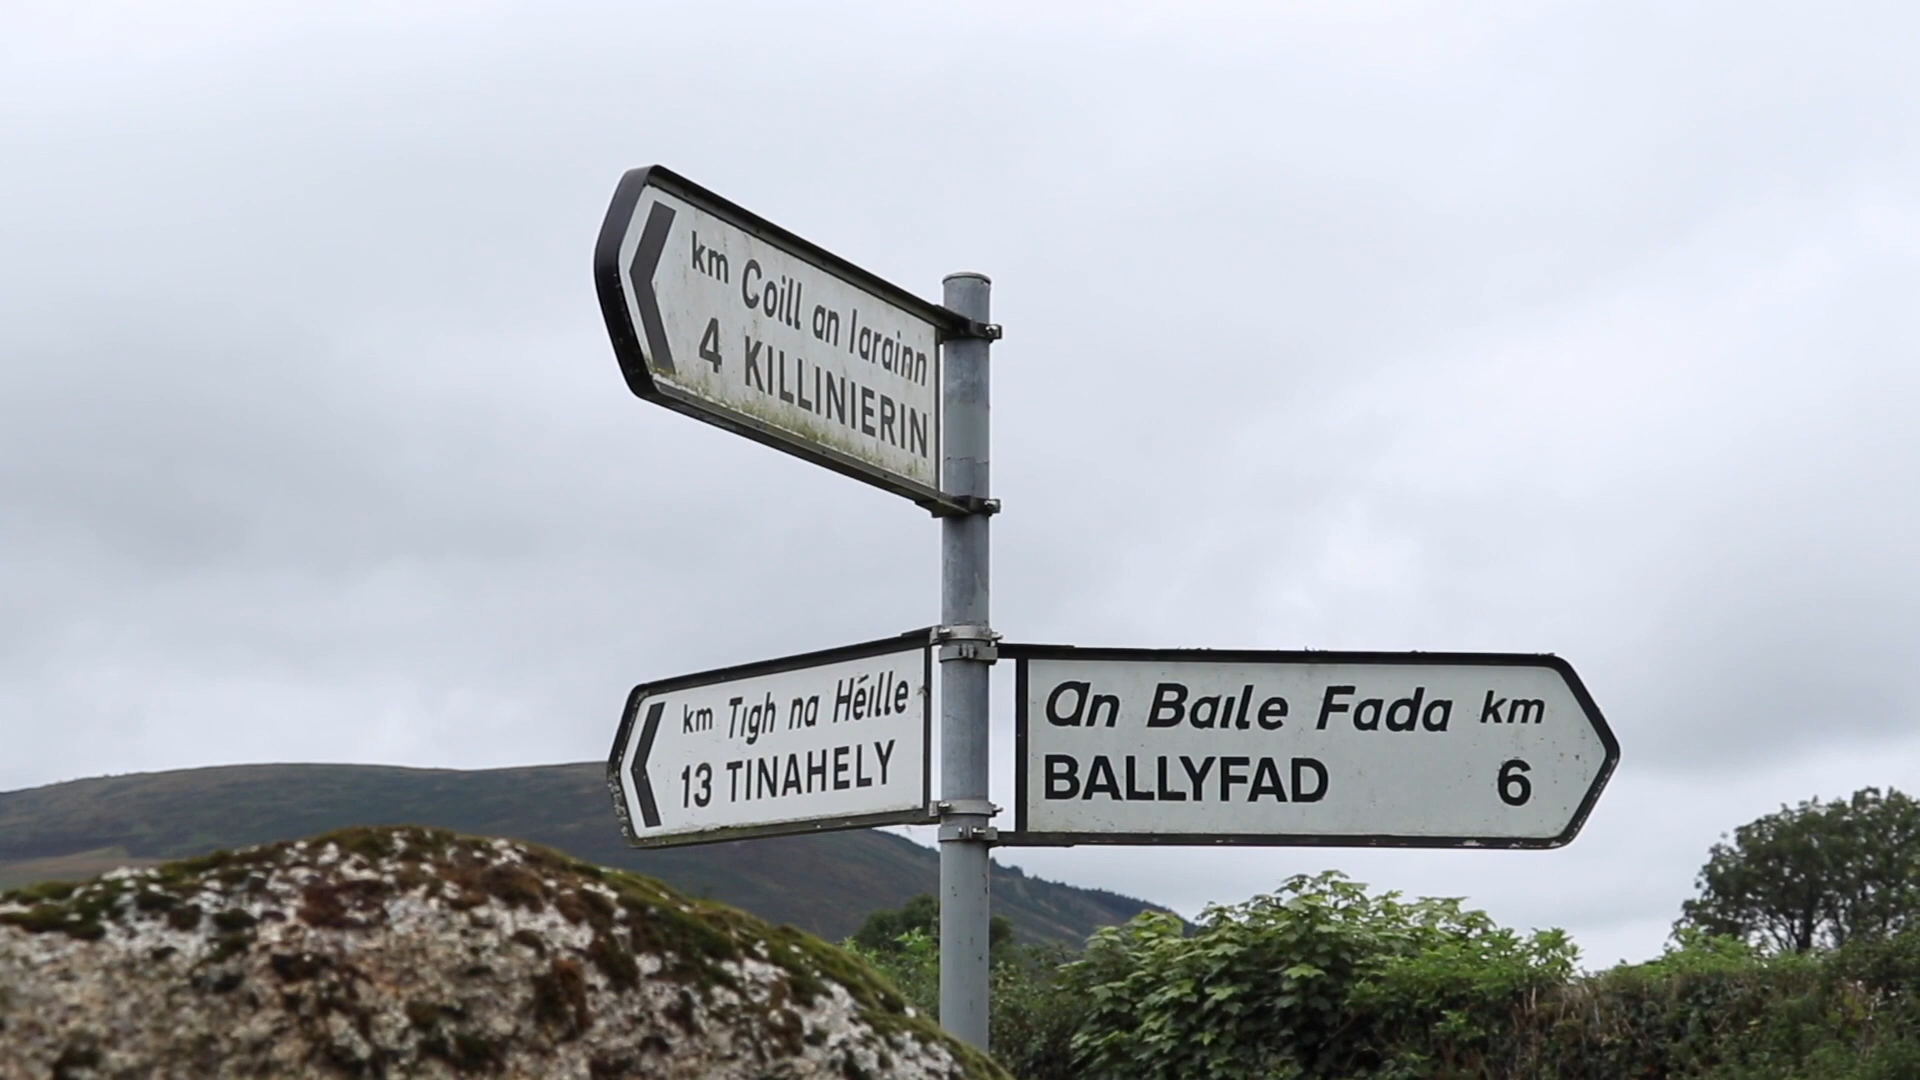 km Coill an Iarainn
4 KILLINIERIN
km Tigh na Héille
13 TINAHELY
An Baile Fada km
BALLYFAD 6